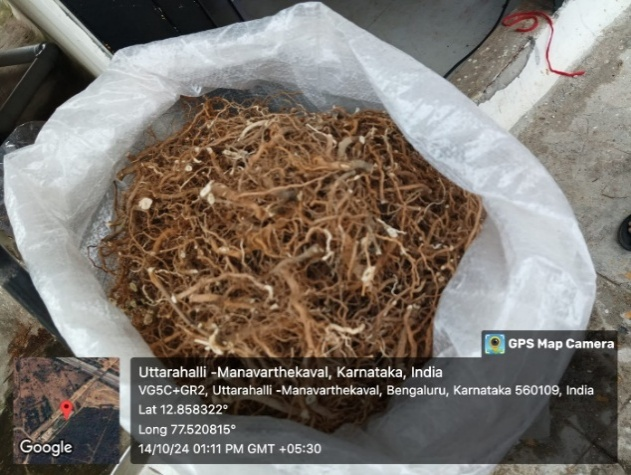 GPS Map Camera
Uttarahalli -Manavarthekaval, Karnataka, India
VG5C+GR2, Uttarahalli -Manavarthekaval, Bengaluru, Karnataka 560109, India
Lat 12.858322°
Long 77.520815°
14/10/24 01:11 PM GMT +05:30
Google